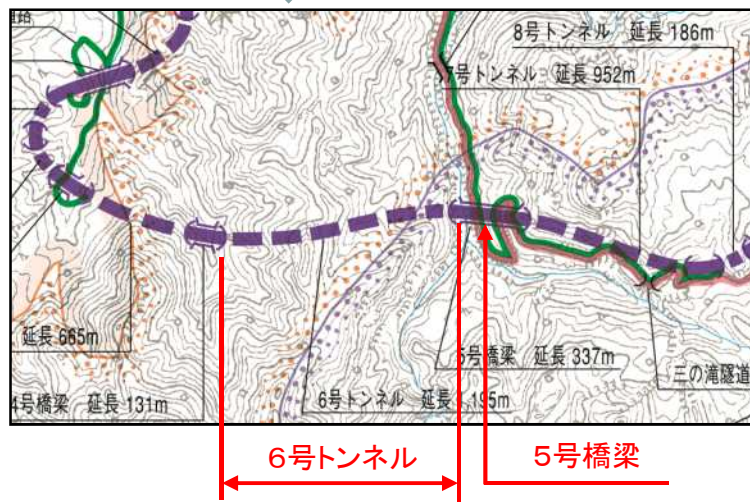 8号トンネル 延長 186m
7号トンネル 延長 952m
延長 665m
5号橋梁 延長 337m
三の滝隧道
4号橋梁 延長 131m
6号トンネル 延長 1,195m
6号トンネル
5号橋梁